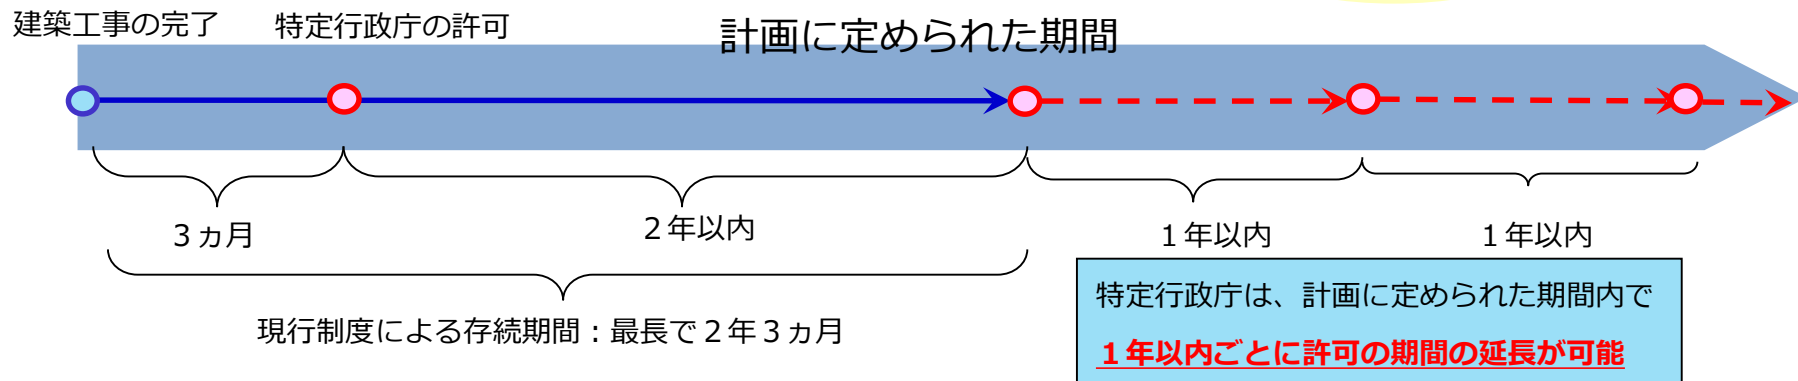 建築工事の完了
特定行政庁の許可
計画に定められた期間
３ヵ月
２年以内
１年以内
１年以内
現行制度による存続期間：最長で２年３ヵ月
特定行政庁は、計画に定められた期間内で
１年以内ごとに許可の期間の延長が可能